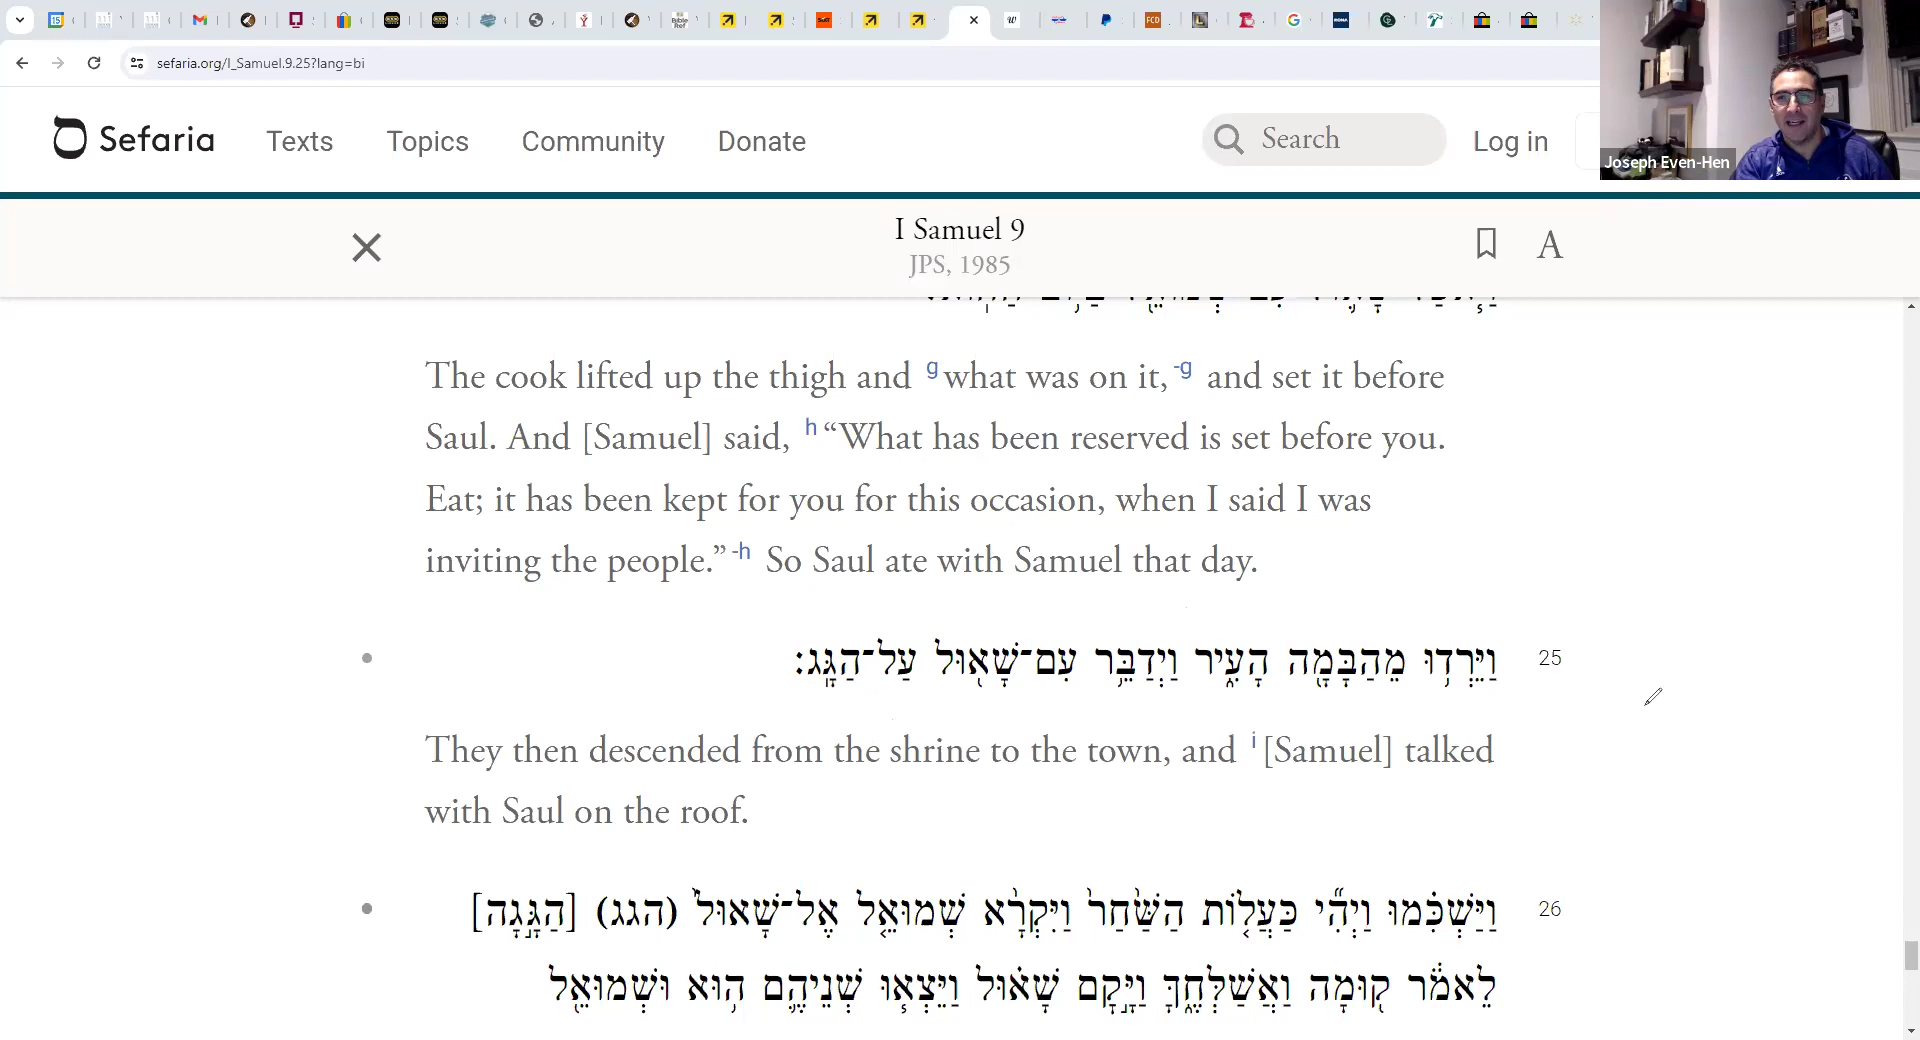 sefaria.org/I_Samuel.9.25?lang=bi
Sefaria Texts Topics Community Donate Search Log in
Joseph Even-Hen
I Samuel 9
JPS, 1985
The cook lifted up the thigh and g what was on it,-g and set it before
Saul. And [Samuel] said, h “What has been reserved is set before you.
Eat; it has been kept for you for this occasion, when I said I was
inviting the people.” -h So Saul ate with Samuel that day.
25 וַיֵּרְד֥וּ מֵהַבָּמָ֖ה הָעִ֑יר וַיְדַבֵּ֥ר עִם־שָׁא֖וּל עַל־הַגָּֽג׃
They then descended from the shrine to the town, and i [Samuel] talked
with Saul on the roof.
26 וַיַּשְׁכִּ֗מוּ וַיְהִ֞י כַּעֲל֤וֹת הַשַּׁ֙חַר֙ וַיִּקְרָ֨א שְׁמוּאֵ֤ל אֶל־שָׁאוּל֙ (הגג) [הַגָּ֣גָה]
לֵאמֹ֔ר ק֖וּמָה וַאֲשַׁלְּחֶ֑ךָּ וַיָּ֣קׇם שָׁא֗וּל וַיֵּצְא֧וּ שְׁנֵיהֶ֛ם ה֥וּא וּשְׁמוּאֵ֖ל